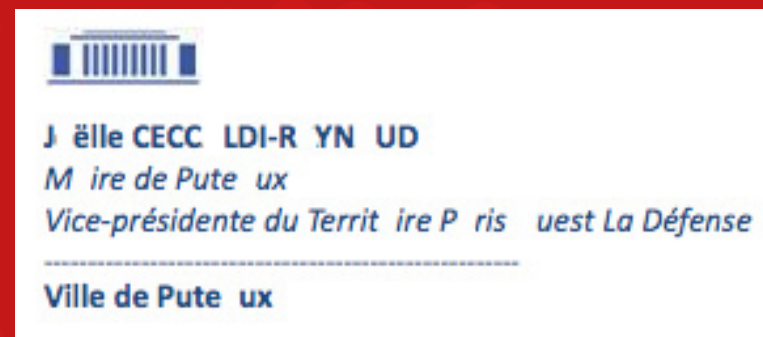 J ëlle CECC LDI-R YN UD
M ire de Pute ux
Vice-présidente du Territ ire P ris uest La Défense
Ville de Pute ux